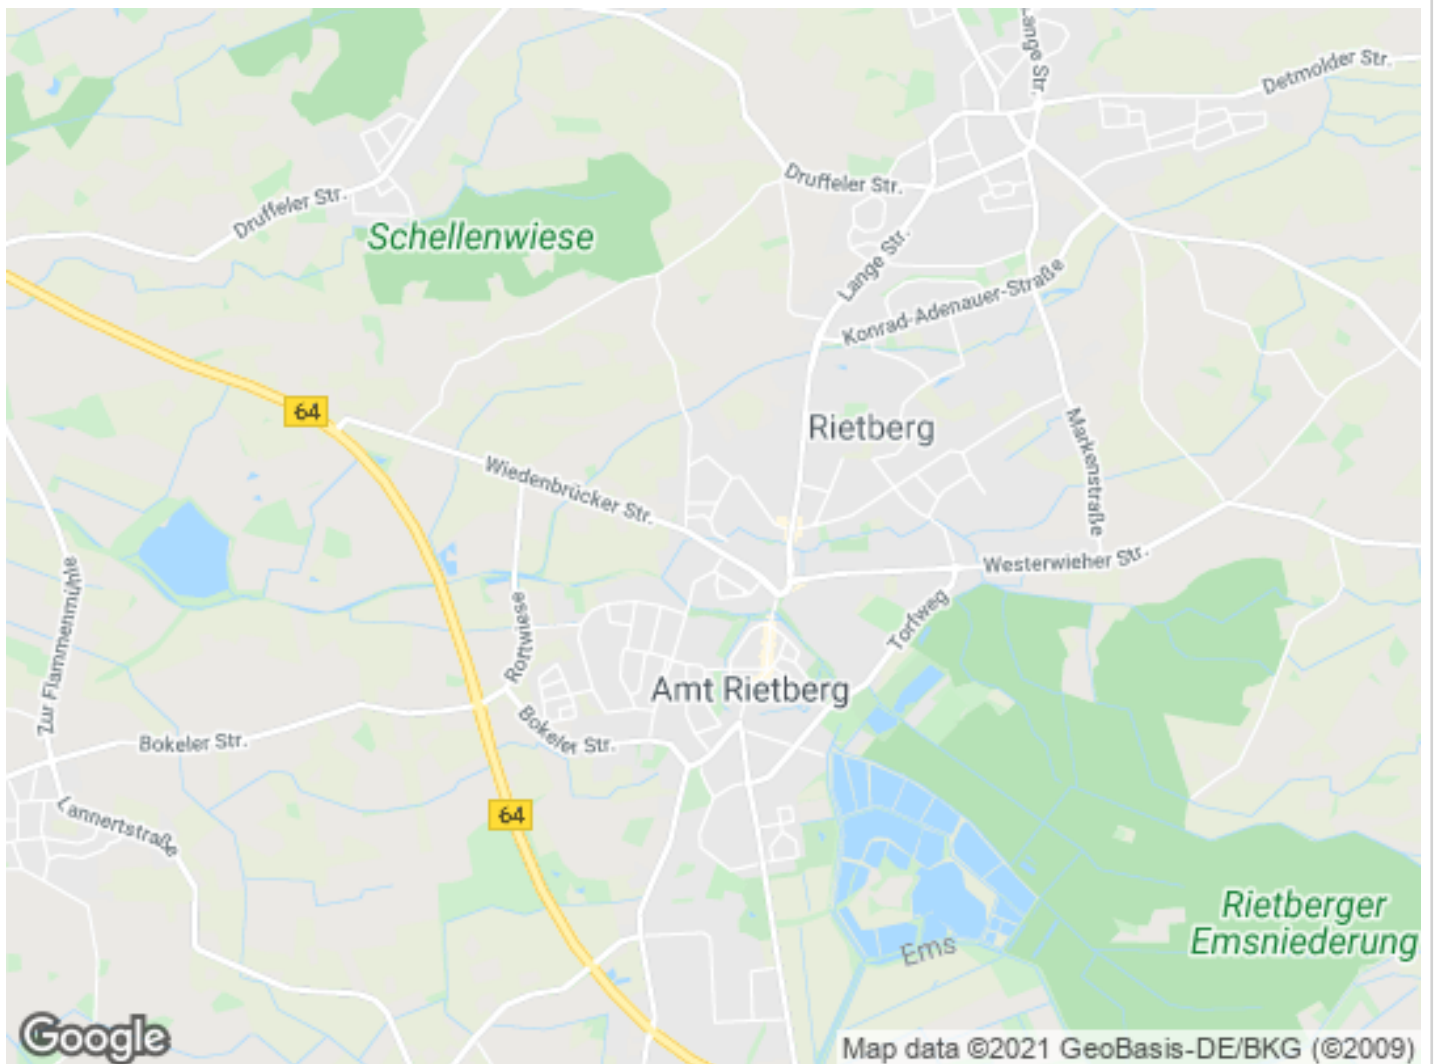 Lange Str.
Detmolder Str.
Druffeler Str.
Druffeler Str.
Schellenwiese
Lange Str.
Konrad-Adenauer-Straße
64
Rietberg
Markenstraße
Wiedenbrücker Str.
Westerwieher Str.
Zur Flammenmühle
Rottwiese
Torfweg
Amt Rietberg
Bokeler Str.
Bokeler Str.
64
Lannertstraße
Rietberger
Emsniederung
Ems
Google
Map data ©2021 GeoBasis-DE/BKG (©2009)